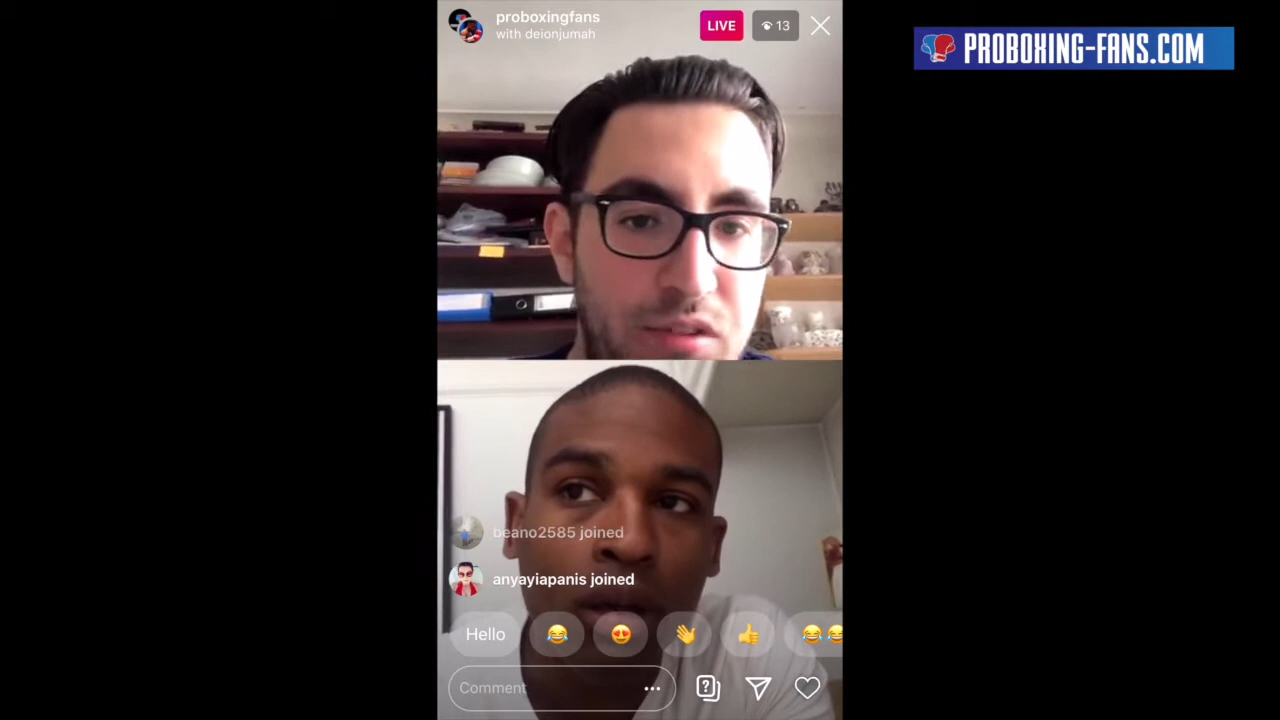 proboxingfans
with deionjumah
LIVE
13
PROBOXING-FANS.COM
beano2585 joined
anyayiapanis joined
Hello
Comment